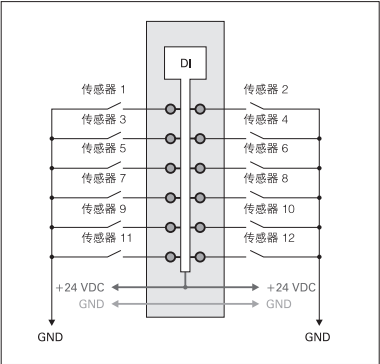 DI
传感器 1 传感器 2
传感器 3 传感器 4
传感器 5 传感器 6
传感器 7 传感器 8
传感器 9 传感器 10
传感器 11 传感器 12
+24 VDC +24 VDC
GND GND
GND GND